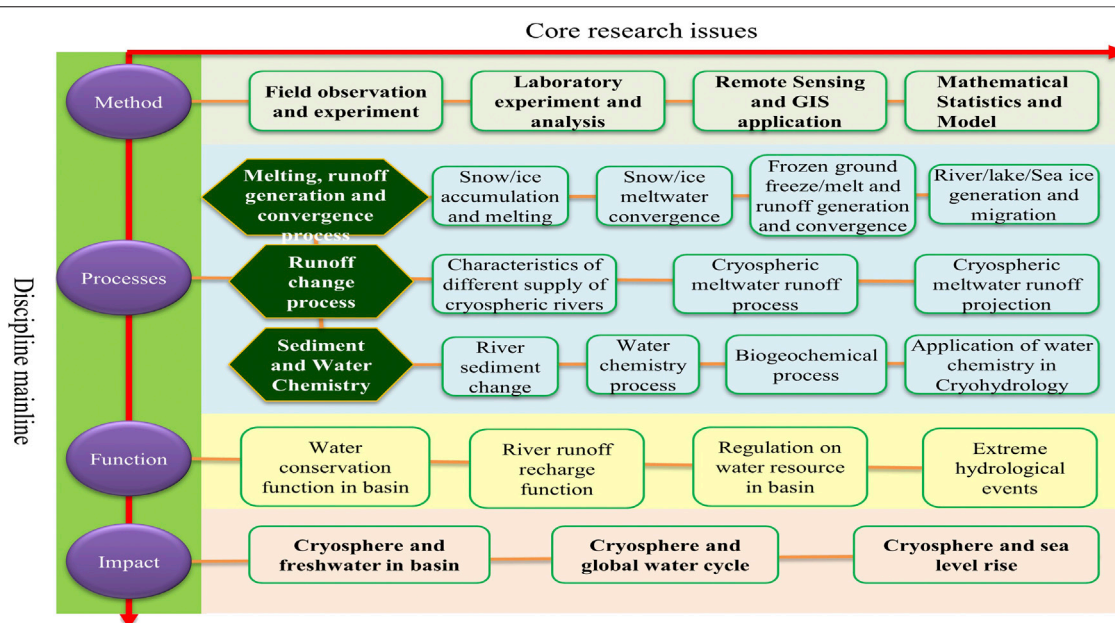 Core research issues
Discipline mainline
Method
Field observation
and experiment
Laboratory
experiment and
analysis
Remote Sensing
and GIS
application
Mathematical
Statistics and
Model
Processes
Melting, runoff
generation and
convergence
process
Snow/ice
accumulation
and melting
Snow/ice
meltwater
convergence
Frozen ground
freeze/melt and
runoff generation
and convergence
River/lake/Sea ice
generation and
migration
Runoff
change
process
Characteristics of
different supply of
cryospheric rivers
Cryospheric
meltwater runoff
process
Cryospheric
meltwater runoff
projection
Sediment
and Water
Chemistry
River
sediment
change
Water
chemistry
process
Biogeochemical
process
Application of water
chemistry in
Cryohydrology
Function
Water
conservation
function in basin
River runoff
recharge
function
Regulation on
water resource
in basin
Extreme
hydrological
events
Impact
Cryosphere and
freshwater in basin
Cryosphere and
global water cycle
Cryosphere and sea
level rise